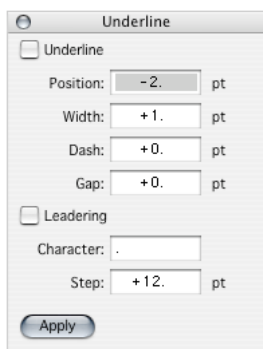 Underline
Underline
Position: -2. pt
Width: +1. pt
Dash: +0. pt
Gap: +0. pt
Leadering
Character: .
Step: +12. pt
Apply